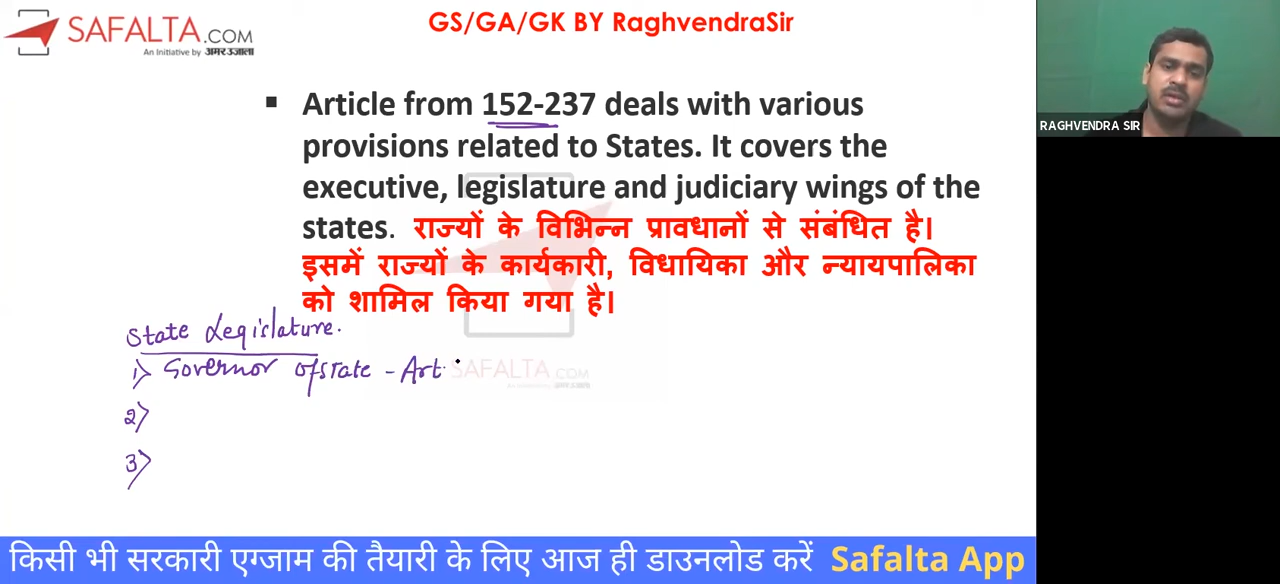 SAFALTA.COM
An Initiative by अमर उजाला
GS/GA/GK BY RaghvendraSir
RAGHVENDRA SIR
▪ Article from 152-237 deals with various
provisions related to States. It covers the
executive, legislature and judiciary wings of the
states. राज्यों के विभिन्न प्रावधानों से संबंधित है।
इसमें राज्यों के कार्यकारी, विधायिका और न्यायपालिका
को शामिल किया गया है।
State Legislature.
1) Governor of State - Art
SAFALTA.COM
2)
3)
किसी भी सरकारी एग्जाम की तैयारी के लिए आज ही डाउनलोड करें Safalta App